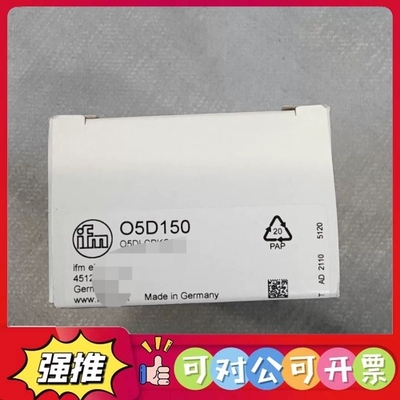 ifm
O5D150
ifm e
4512
Germ
www.
Made in Germany
20
PAP
T
AD
2110
5120
强推
可对公可开票